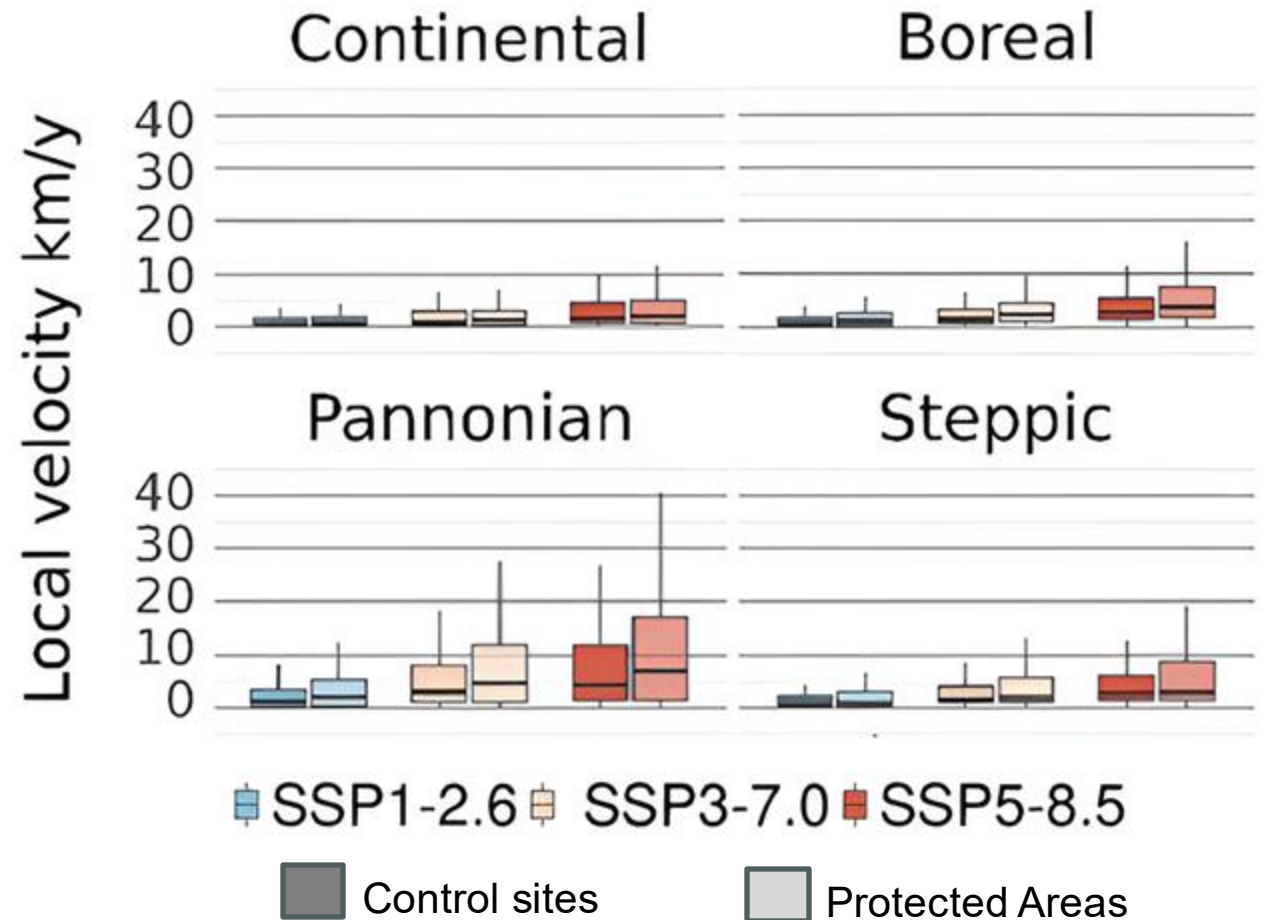 Continental Boreal
Local velocity km/y
40
30
20
10
0
Pannonian Steppic
40
30
20
10
0
SSP1-2.6 SSP3-7.0 SSP5-8.5
Control sites Protected Areas